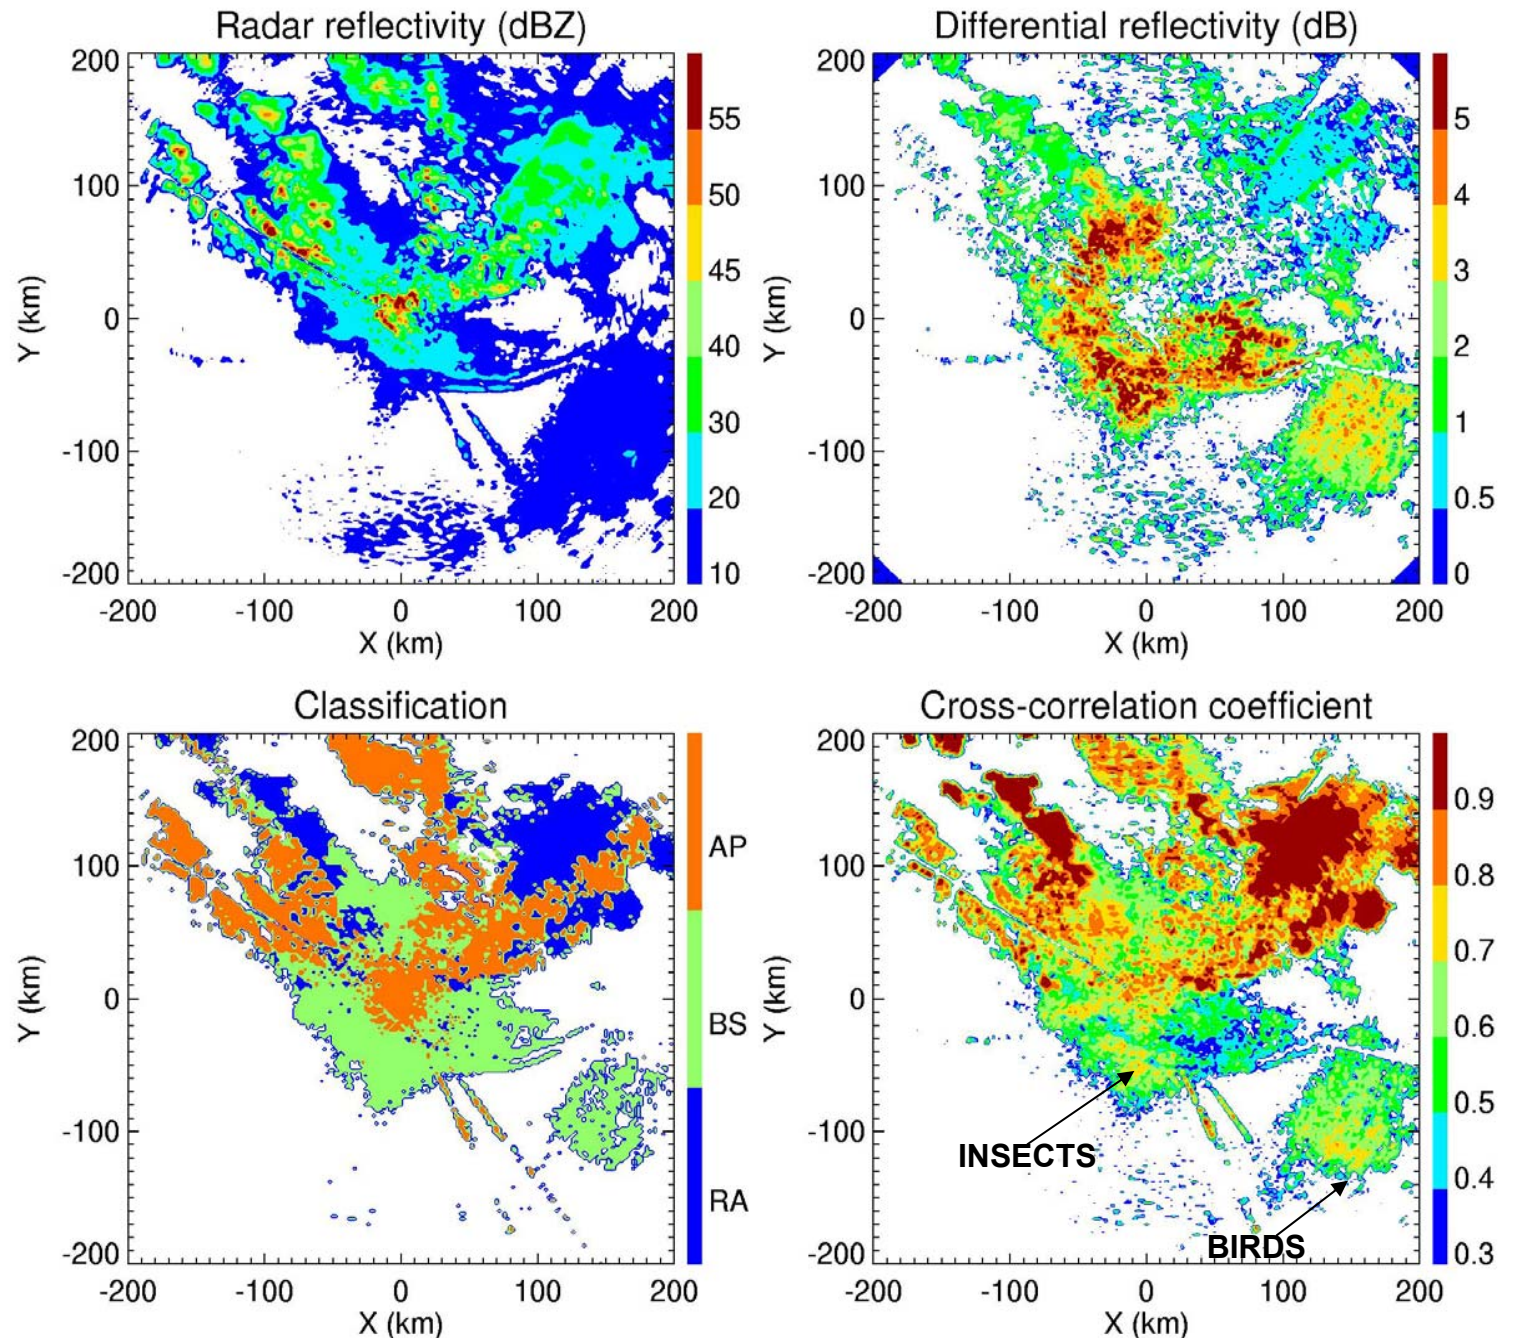 Radar reflectivity (dBZ)
200
100
0
-100
-200
Y (km)
-200 -100 0 100 200
X (km)
55
50
45
40
30
20
10
Differential reflectivity (dB)
200
100
0
-100
-200
Y (km)
-200 -100 0 100 200
X (km)
5
4
3
2
1
0.5
0
Classification
200
100
0
-100
-200
Y (km)
-200 -100 0 100 200
X (km)
AP
BS
RA
Cross-correlation coefficient
200
100
0
-100
-200
Y (km)
INSECTS
BIRDS
-200 -100 0 100 200
X (km)
0.9
0.8
0.7
0.6
0.5
0.4
0.3